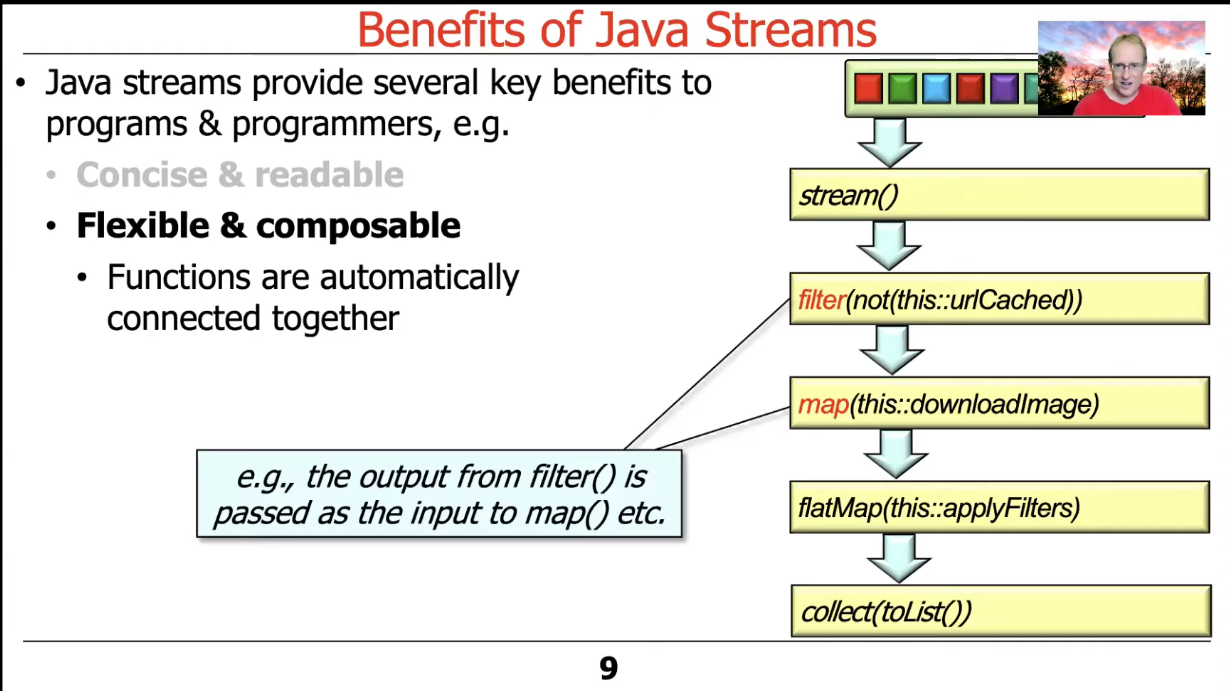 Benefits of Java Streams
• Java streams provide several key benefits to
programs & programmers, e.g.
• Concise & readable
• Flexible & composable
• Functions are automatically
connected together
e.g., the output from filter() is
passed as the input to map() etc.
stream()
filter(not(this::urlCached))
map(this::downloadImage)
flatMap(this::applyFilters)
collect(toList())
9